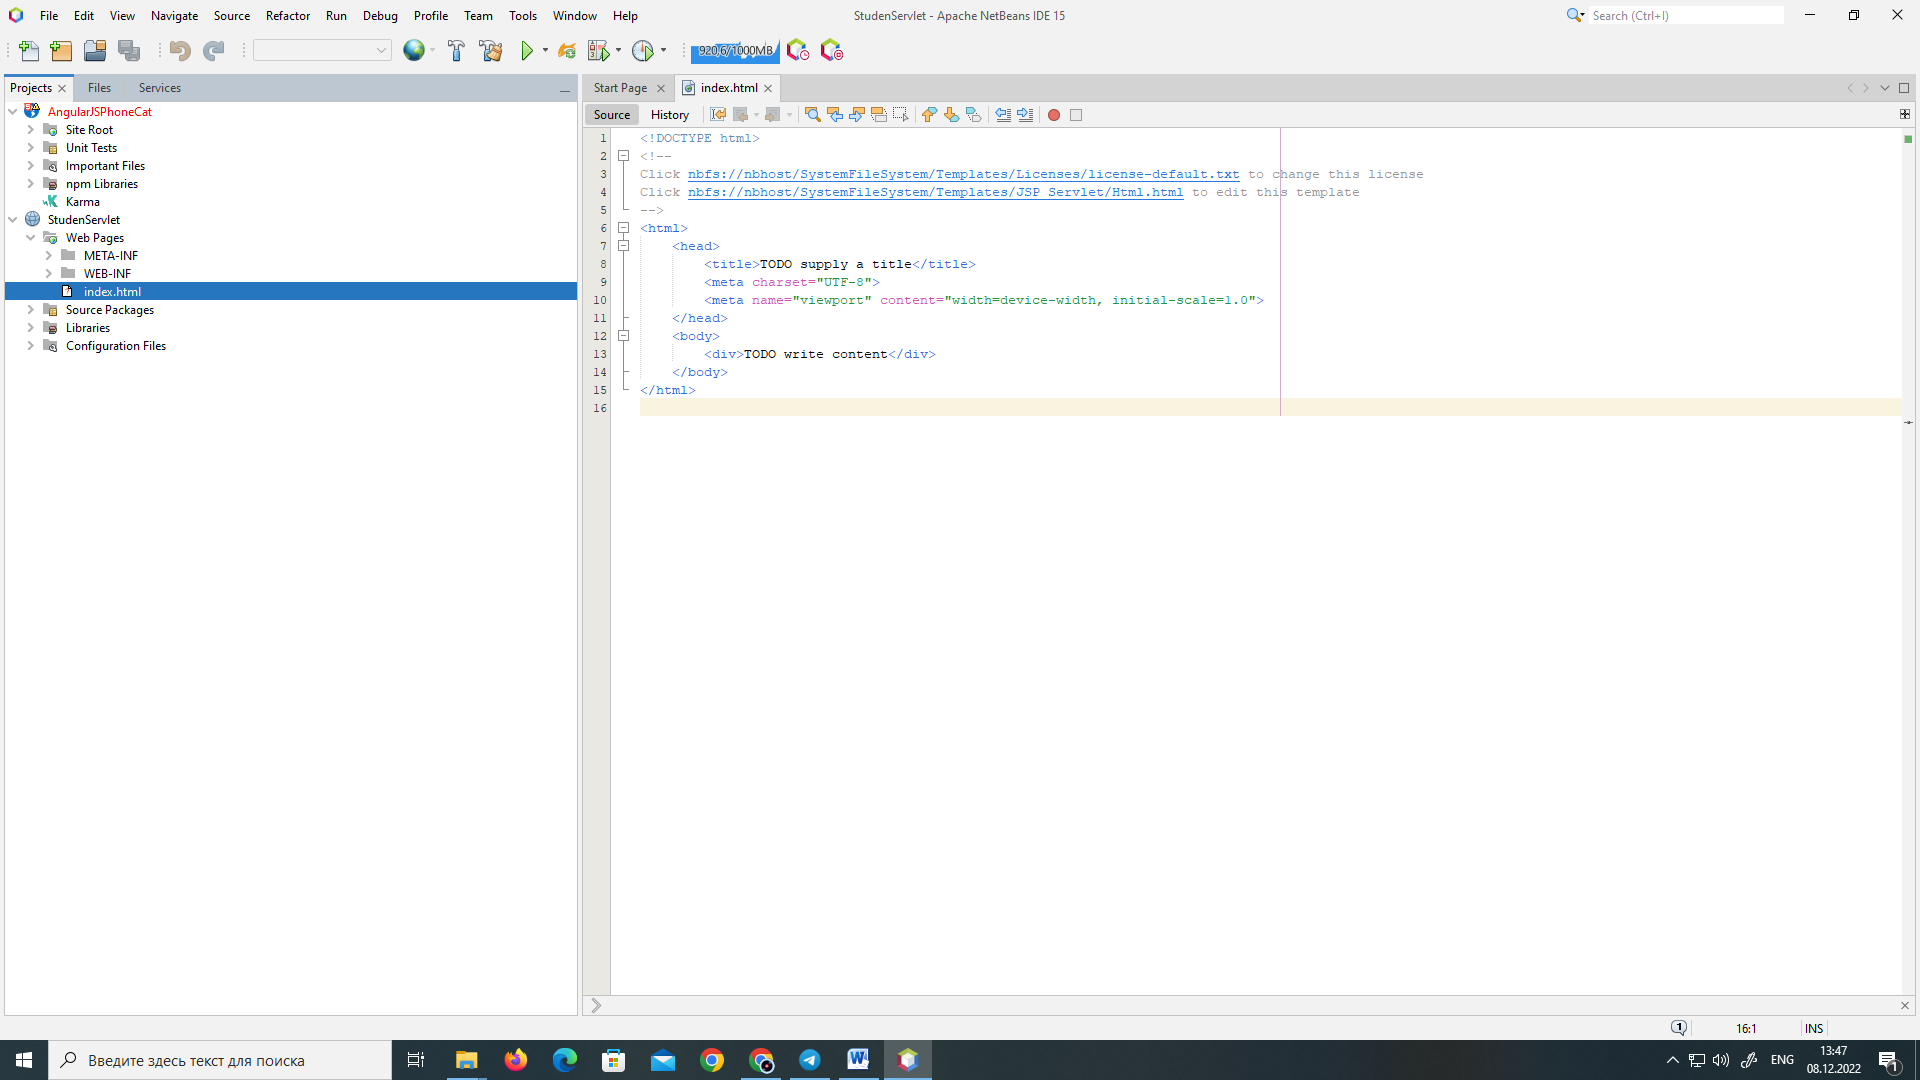 File Edit View Navigate Source Refactor Run Debug Profile Team Tools Window Help
StudenServlet - Apache NetBeans IDE 15
Search (Ctrl+I)
920,6/1000MB
Projects Files Services
AngularJSPhoneCat
Site Root
Unit Tests
Important Files
npm Libraries
Karma
StudenServlet
Web Pages
META-INF
WEB-INF
index.html
Source Packages
Libraries
Configuration Files
Start Page index.html
Source History
1 <!DOCTYPE html>
2 <!--
3 Click nbfs://nbhost/SystemFileSystem/Templates/Licenses/license-default.txt to change this license
4 Click nbfs://nbhost/SystemFileSystem/Templates/JSP_Servlet/Html.html to edit this template
5 -->
6 <html>
7 <head>
8 <title>TODO supply a title</title>
9 <meta charset="UTF-8">
10 <meta name="viewport" content="width=device-width, initial-scale=1.0">
11 </head>
12 <body>
13 <div>TODO write content</div>
14 </body>
15 </html>
16
1 16:1 INS
Введите здесь текст для поиска
ENG
13:47
08.12.2022
1